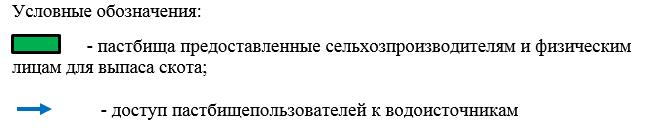 Условные обозначения:
- пастбища предоставленные сельхозпроизводителям и физическим
лицам для выпаса скота;
- доступ пастбищепользователей к водоисточникам